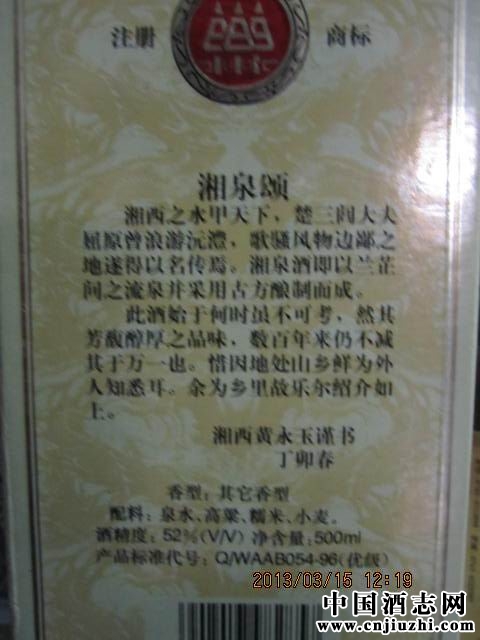 注册 商标
湘泉颂
湘西之水甲天下，楚三闾大夫
屈原曾浪游沅澧，歌骚风物边鄙之
地遂得以名传焉。湘泉酒即以兰芷
间之流泉并采用古方酿制而成。
此酒始于何时虽不可考，然其
芳馥醇厚之品味，数百年来仍不减
其于万一也。惜因地处山乡鲜为外
人知悉耳。余为乡里故乐尔绍介如
上。
湘西黄永玉谨书
丁卯春
香型：其它香型
配料：泉水、高粱、糯米、小麦。
酒精度：52%(V/V) 净含量：500ml
产品标准代号：Q/WAAB054-96(优级)
2013/03/15 12:19
中国酒志网
www.cnjiuzhi.com